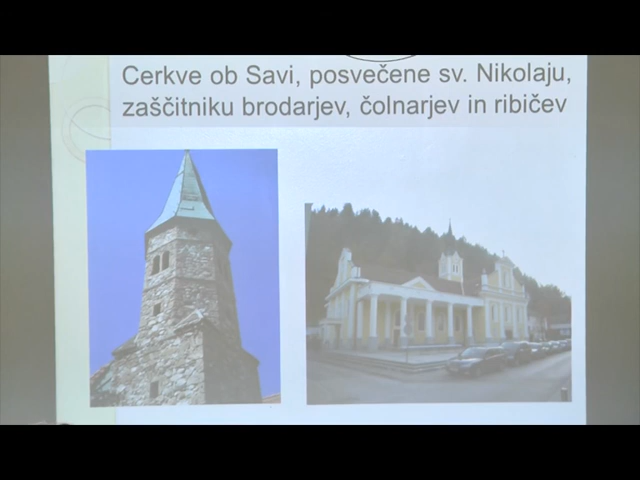 Cerkve ob Savi, posvečene sv. Nikolaju,
zaščitniku brodarjev, čolnarjev in ribičev